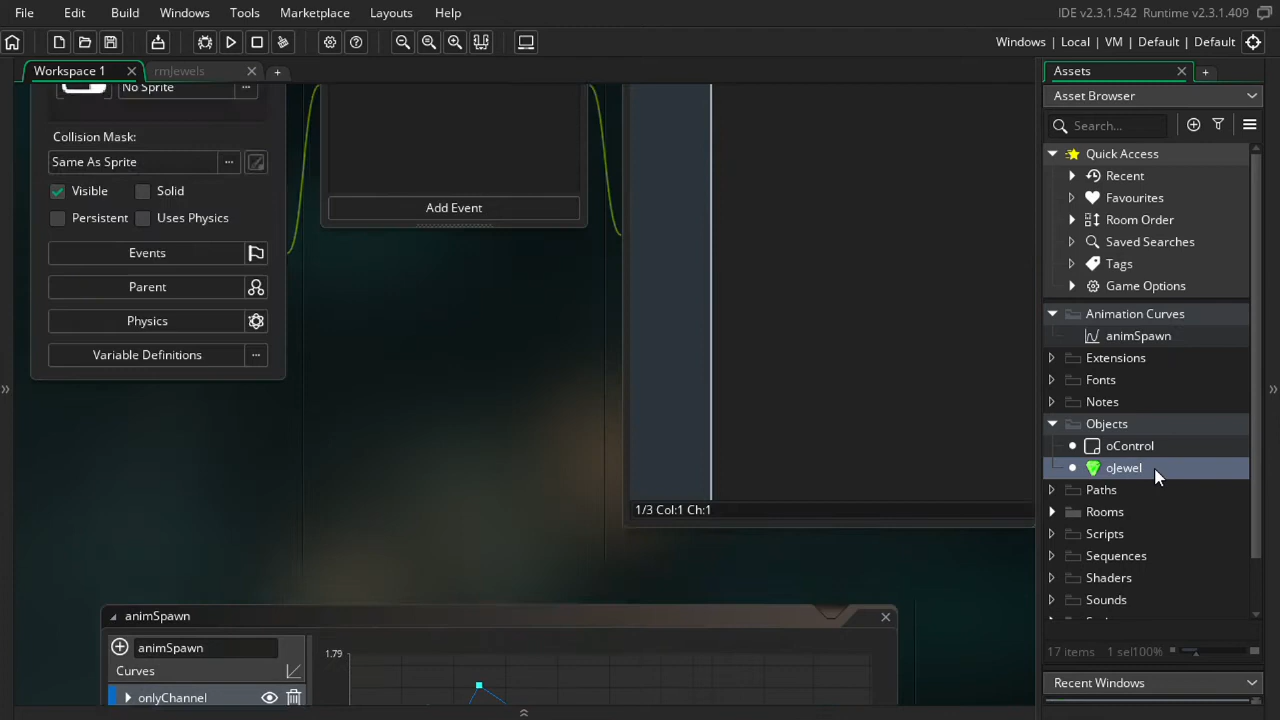 File Edit Build Windows Tools Marketplace Layouts Help IDE v2.3.1.542 Runtime v2.3.1.409
Windows | Local | VM | Default | Default
Workspace 1 rmJewels
Assets
Asset Browser
Search...
No Sprite
Collision Mask:
Same As Sprite
Visible Solid
Persistent Uses Physics
Events
Parent
Physics
Variable Definitions
Add Event
1/3 Col:1 Ch:1
animSpawn
animSpawn
Curves
onlyChannel
1.79
Quick Access
Recent
Favourites
Room Order
Saved Searches
Tags
Game Options
Animation Curves
animSpawn
Extensions
Fonts
Notes
Objects
oControl
oJewel
Paths
Rooms
Scripts
Sequences
Shaders
Sounds
17 items 1 sel 100%
Recent Windows